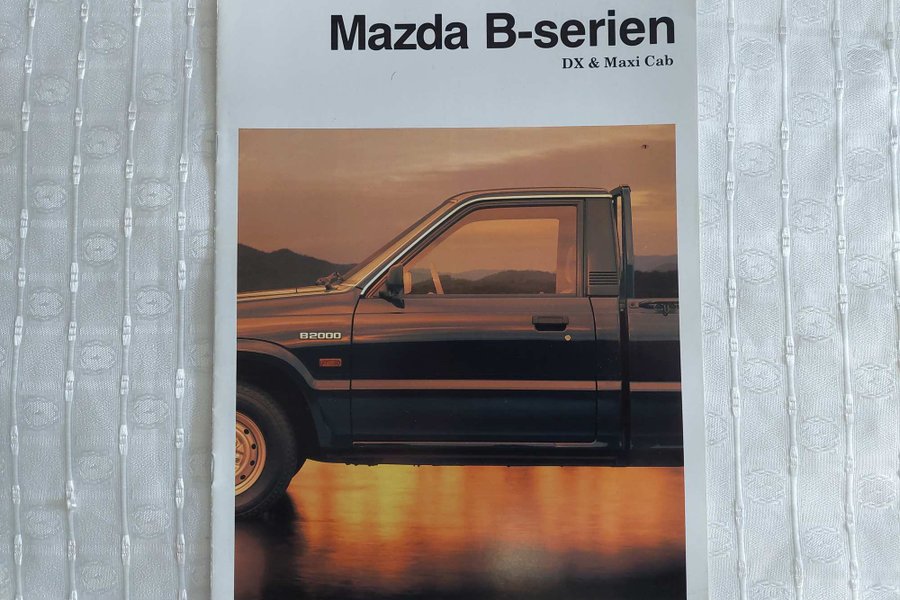 Mazda B-serien
DX & Maxi Cab
B2000